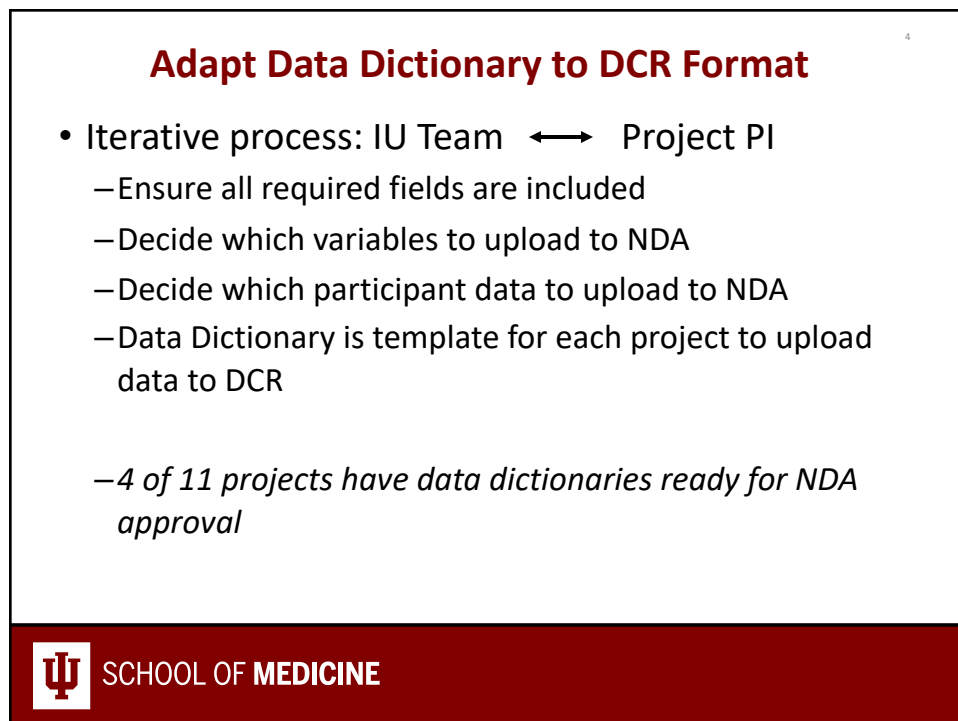 4
Adapt Data Dictionary to DCR Format
• Iterative process: IU Team ⟷ Project PI
–Ensure all required fields are included
–Decide which variables to upload to NDA
–Decide which participant data to upload to NDA
–Data Dictionary is template for each project to upload
data to DCR
–4 of 11 projects have data dictionaries ready for NDA
approval
SCHOOL OF MEDICINE